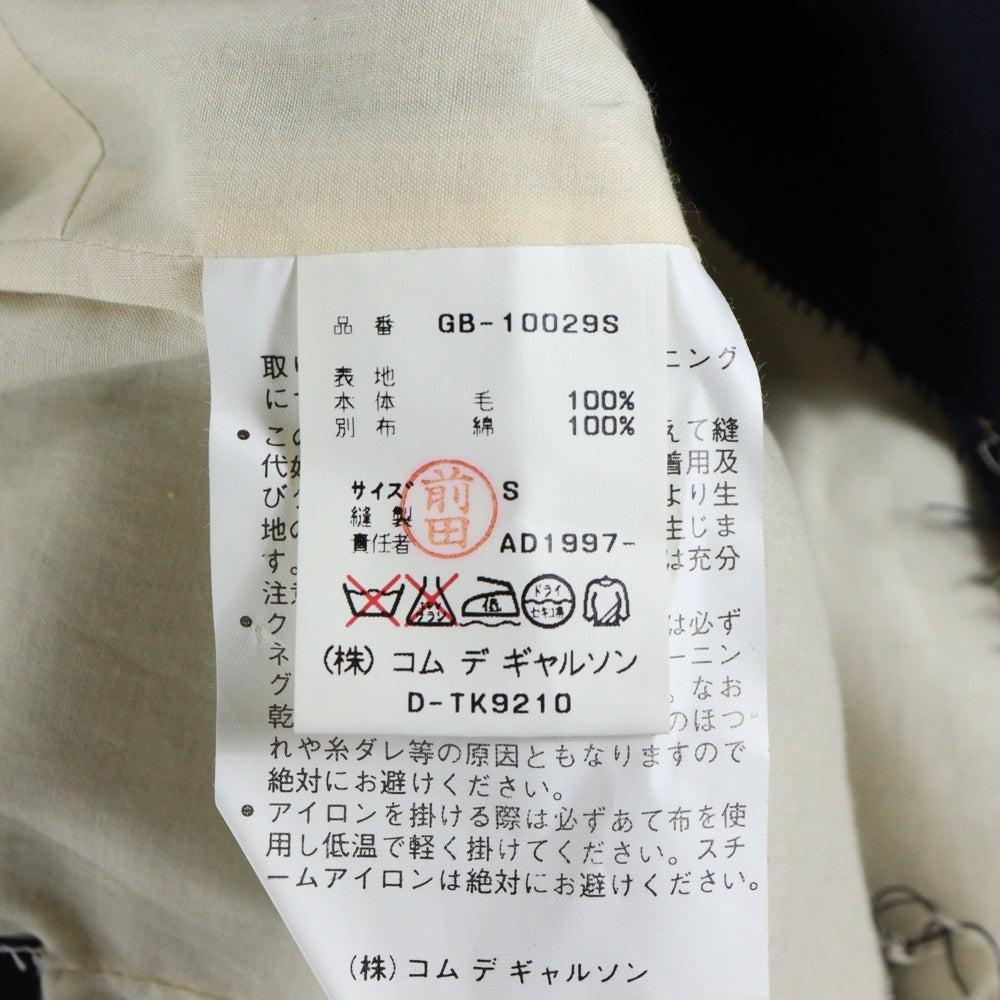 品番 GB-10029S
表地
本体 毛 100%
別布 綿 100%
サイズ S
縫製
責任者 AD1997-
前田
低
ドライ
セキユ系
(株) コム デ ギャルソン
D-TK9210
取 ニング
に
・こ えて縫
代 着用及
び より生
地 生じま
す。 は充分
注
・ク は必ず
ネ ーニン
グ 。なお
乾 のほつ
れや糸ダレ等の原因ともなりますので
絶対にお避けください。
・アイロンを掛ける際は必ずあて布を使
用し低温で軽く掛けてください。スチ
ームアイロンは絶対にお避けください。
(株)コム デ ギャルソン